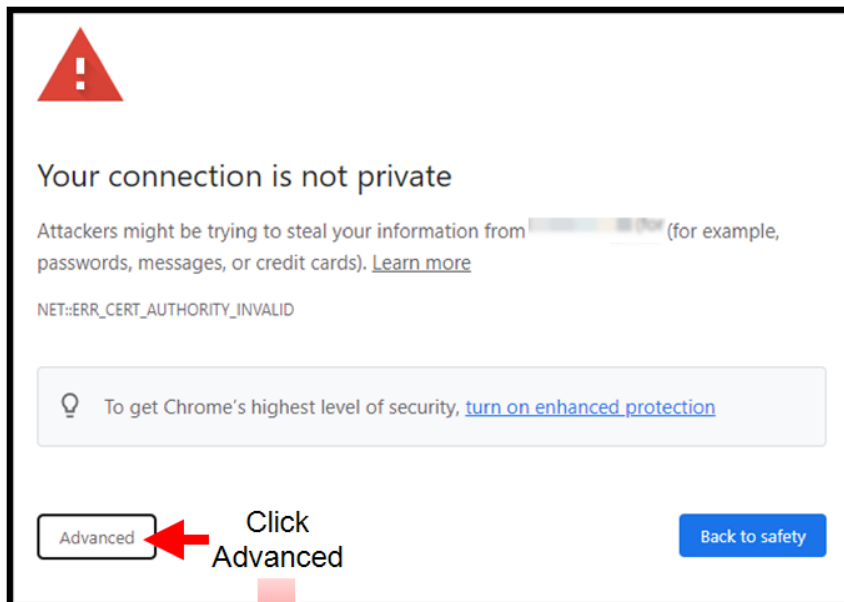 Your connection is not private
Attackers might be trying to steal your information from (for example,
passwords, messages, or credit cards). Learn more
NET::ERR_CERT_AUTHORITY_INVALID
To get Chrome's highest level of security, turn on enhanced protection
Advanced
Click
Advanced
Back to safety